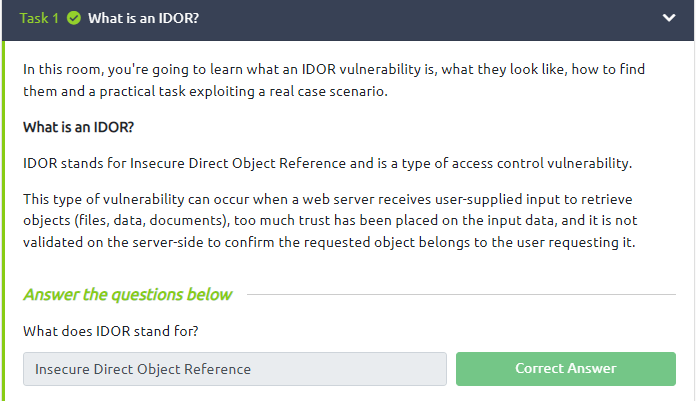 Task 1 What is an IDOR?
In this room, you're going to learn what an IDOR vulnerability is, what they look like, how to find
them and a practical task exploiting a real case scenario.
What is an IDOR?
IDOR stands for Insecure Direct Object Reference and is a type of access control vulnerability.
This type of vulnerability can occur when a web server receives user-supplied input to retrieve
objects (files, data, documents), too much trust has been placed on the input data, and it is not
validated on the server-side to confirm the requested object belongs to the user requesting it.
Answer the questions below
What does IDOR stand for?
Insecure Direct Object Reference
Correct Answer